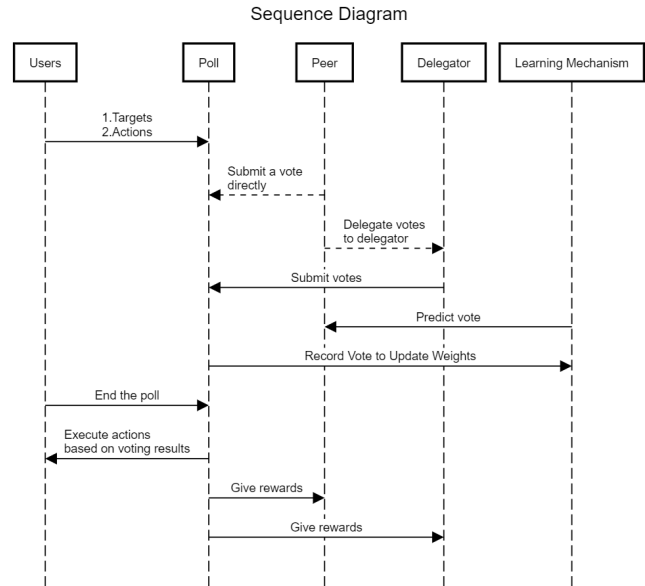 Sequence Diagram
Users
Poll
Peer
Delegator
Learning Mechanism
1.Targets
2.Actions
Submit a vote
directly
Delegate votes
to delegator
Submit votes
Predict vote
Record Vote to Update Weights
End the poll
Execute actions
based on voting results
Give rewards
Give rewards